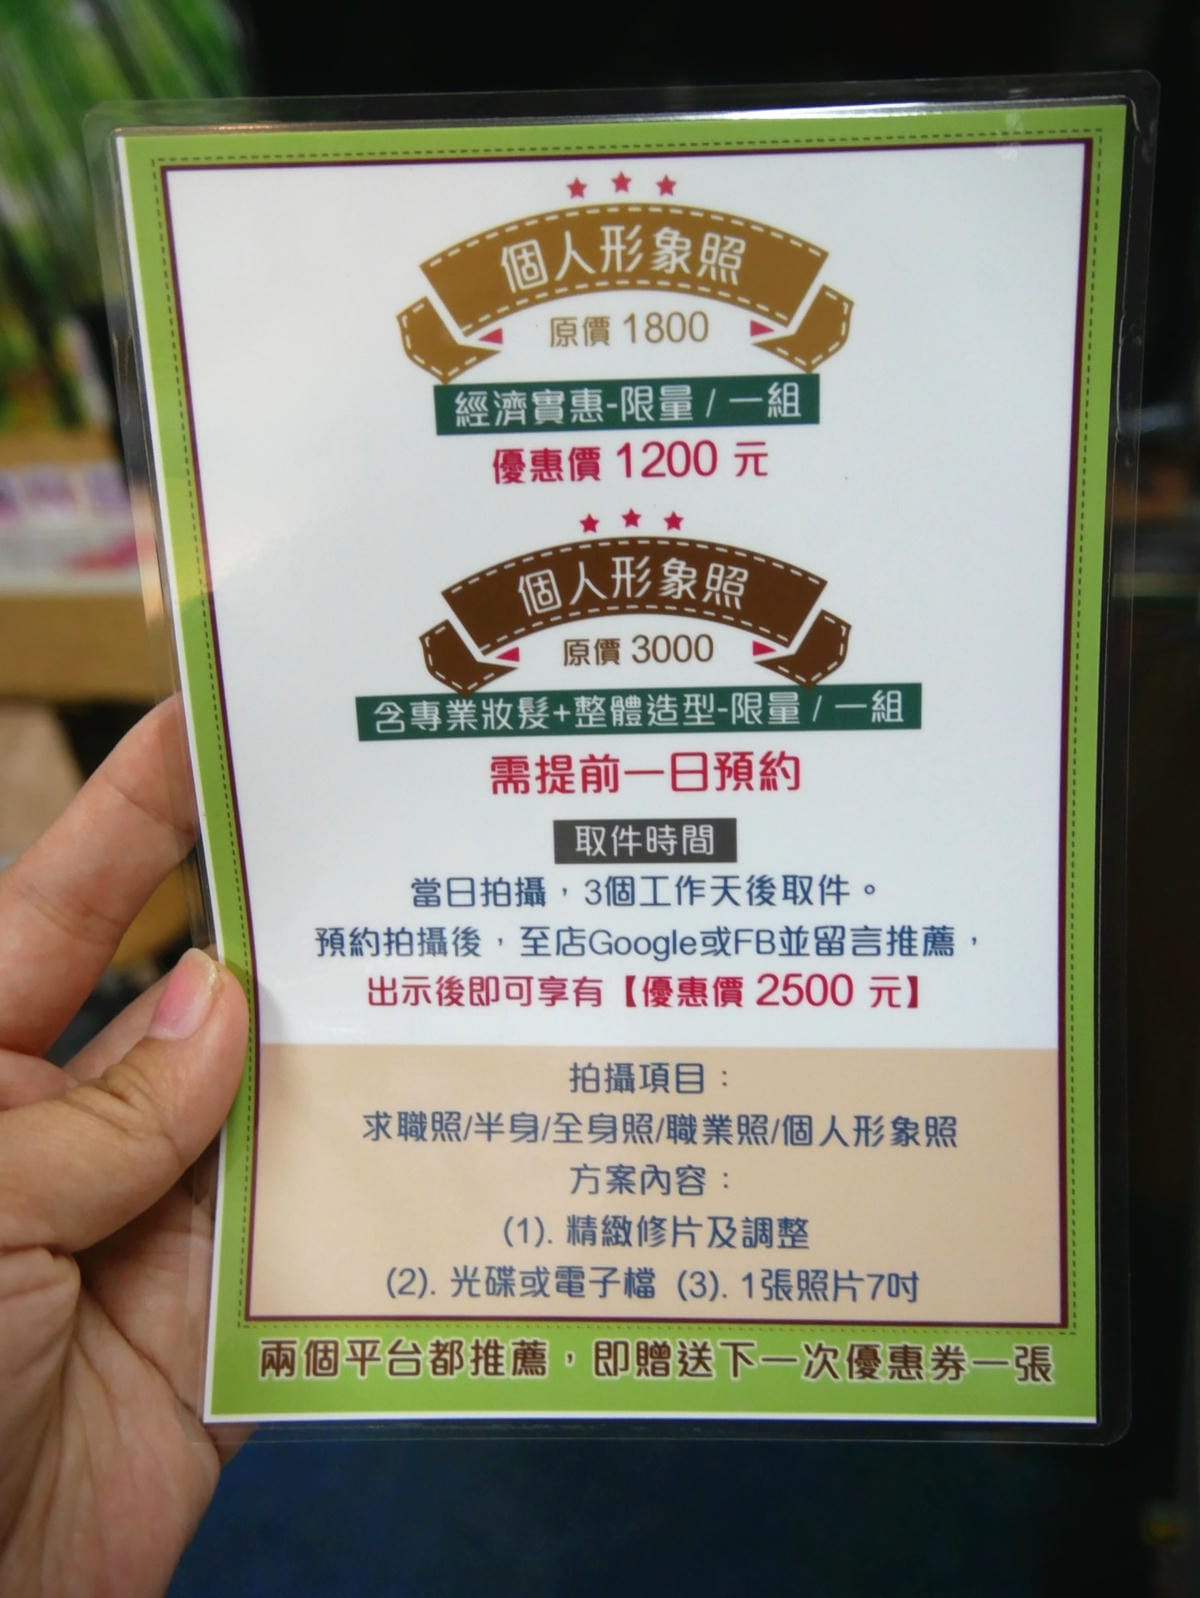 個人形象照
原價 1800
經濟實惠-限量 / 一組
優惠價 1200 元
個人形象照
原價 3000
含專業妝髮+整體造型-限量 / 一組
需提前一日預約
取件時間
當日拍攝，3個工作天後取件。
預約拍攝後，至店Google或FB並留言推薦，
出示後即可享有【優惠價 2500 元】
拍攝項目：
求職照/半身/全身照/職業照/個人形象照
方案內容：
(1). 精緻修片及調整
(2). 光碟或電子檔 (3). 1張照片7吋
兩個平台都推薦，即贈送下一次優惠券一張